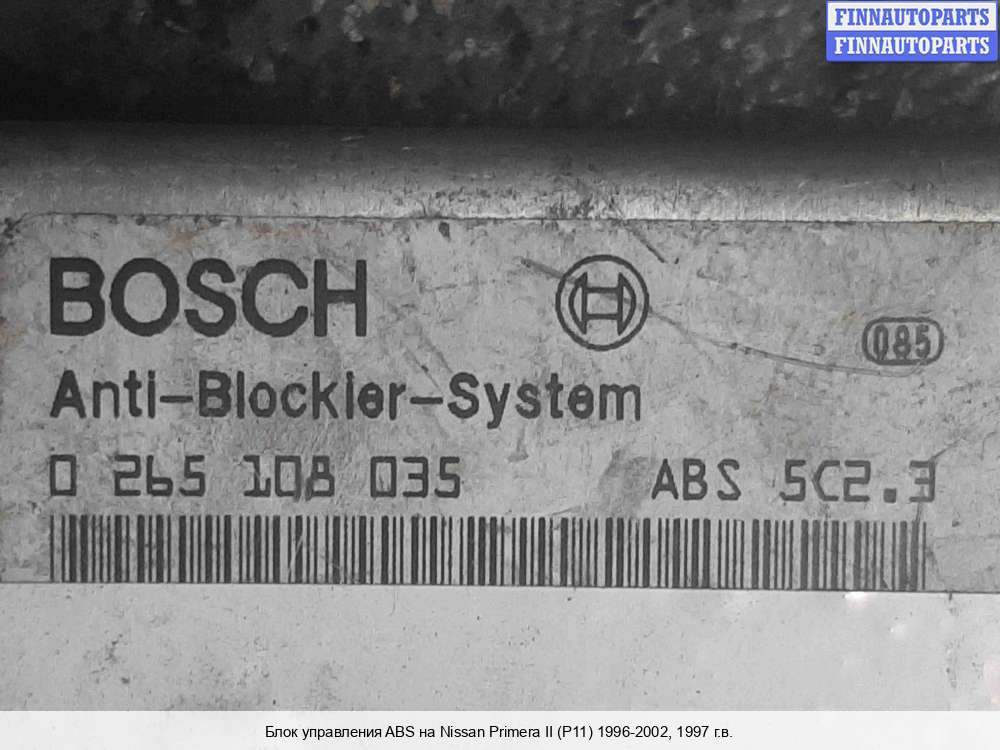 FINNAUTOPARTS
FINNAUTOPARTS
BOSCH
085
Anti-Blockier-System
0 265 108 035 ABS 5C2.3
Блок управления ABS на Nissan Primera II (P11) 1996-2002, 1997 г.в.